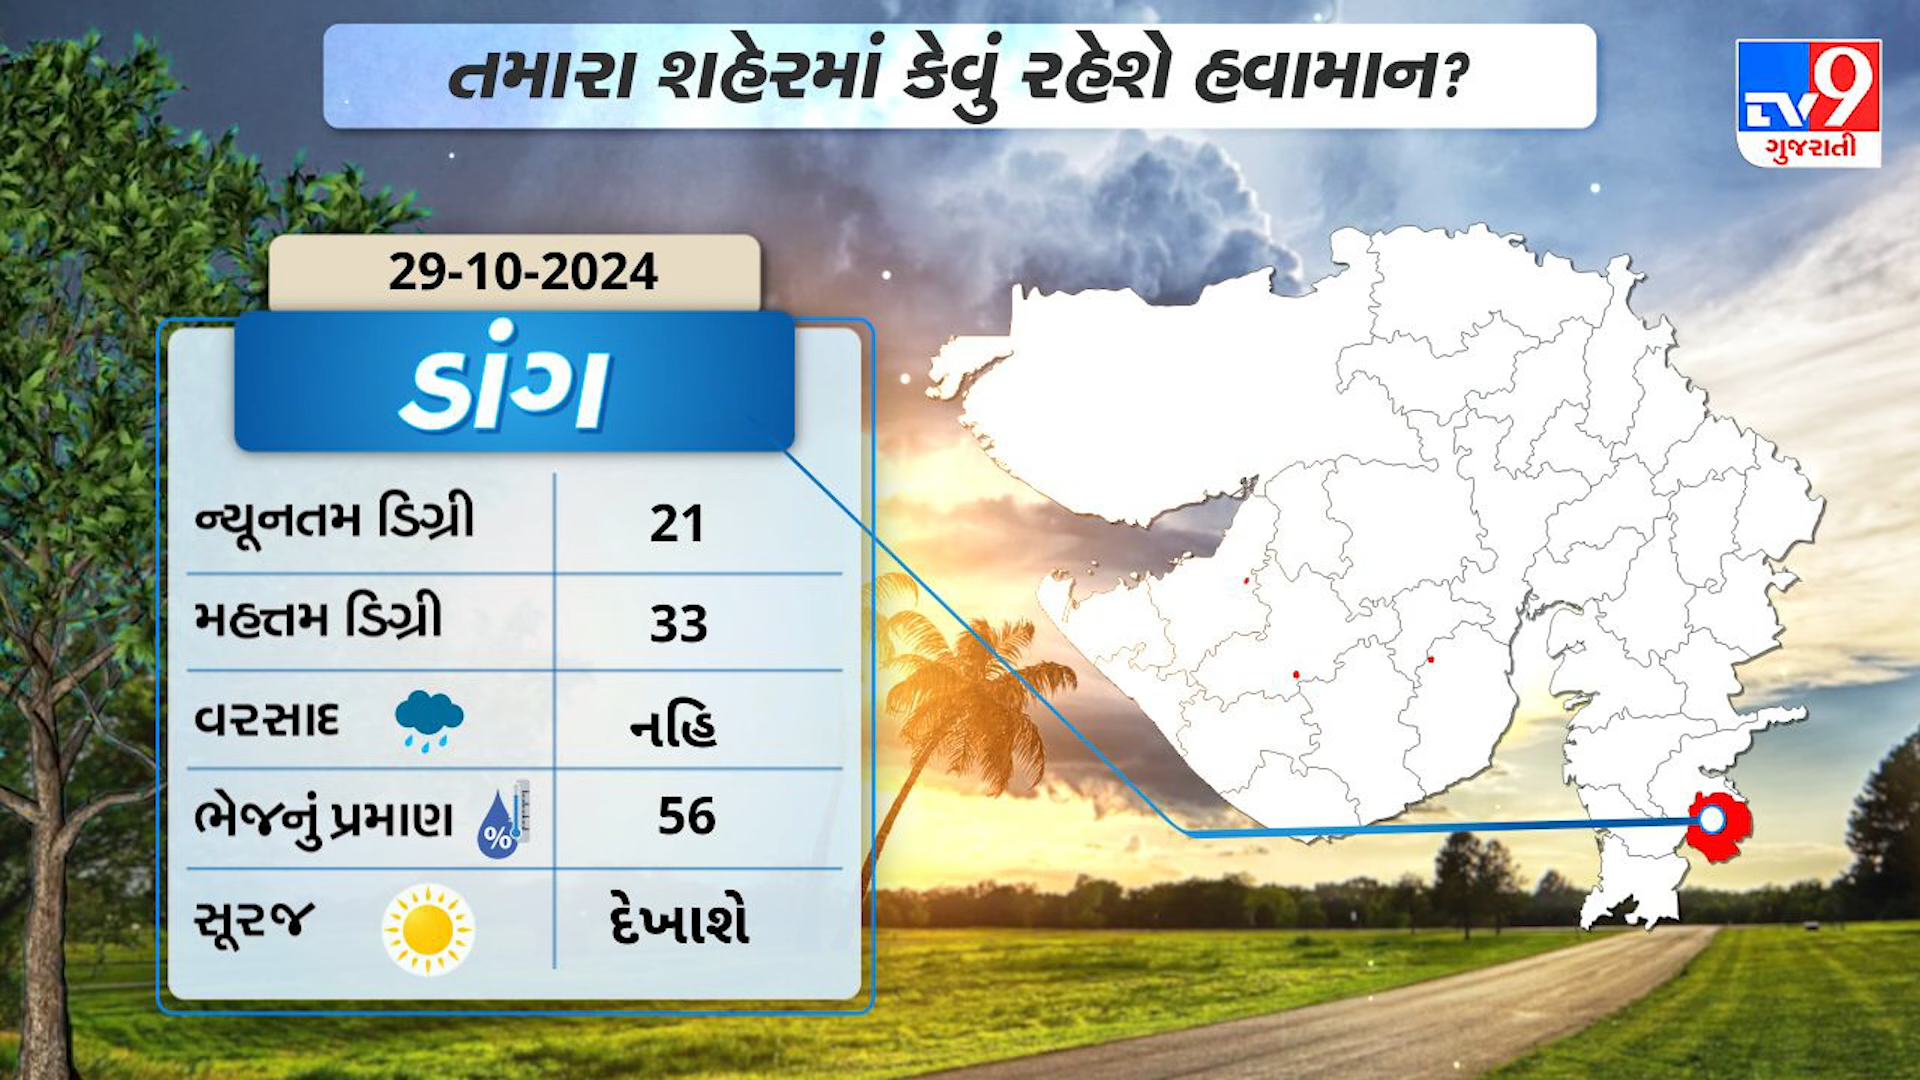 તમારા શહેરમાં કેવું રહેશે હવામાન?
TV9
ગુજરાતી
29-10-2024
ડાંગ
ન્યૂનતમ ડિગ્રી 21
મહત્તમ ડિગ્રી 33
વરસાદ નહિ
ભેજનું પ્રમાણ % 56
સૂરજ દેખાશે